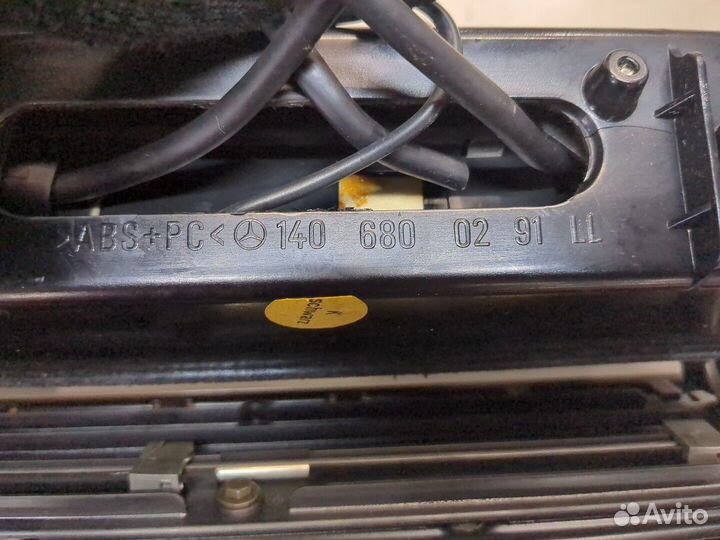 >ABS+PC< 140 680 02 91 LL
K
schwarz
Avito